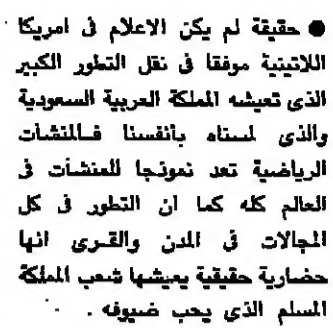 ● حقيقة لم يكن الاعلام فى امريكا
اللاتينية موفقا فى نقل التطور الكبير
الذى تعيشه المملكة العربية السعودية
والذى لمسناه بأنفسنا فالمنشآت
الرياضية تعد نموذجا للمنشآت فى
العالم كله كما ان التطور فى كل
المجالات فى المدن والقرى انها
حضارية حقيقية يعيشها شعب المملكة
المسلم الذي يحب ضيوفه .